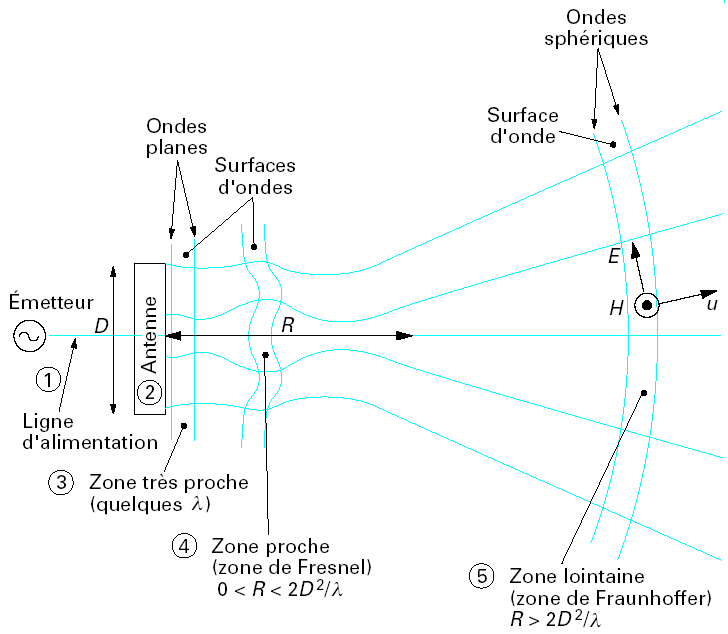 Ondes
sphériques
Surface
d'onde
Ondes
planes
Surfaces
d'ondes
E
H
u
Émetteur
D
Antenne
R
1
2
Ligne
d'alimentation
3 Zone très proche
(quelques λ)
4 Zone proche
(zone de Fresnel)
0 < R < 2D²/λ
5 Zone lointaine
(zone de Fraunhoffer)
R > 2D²/λ